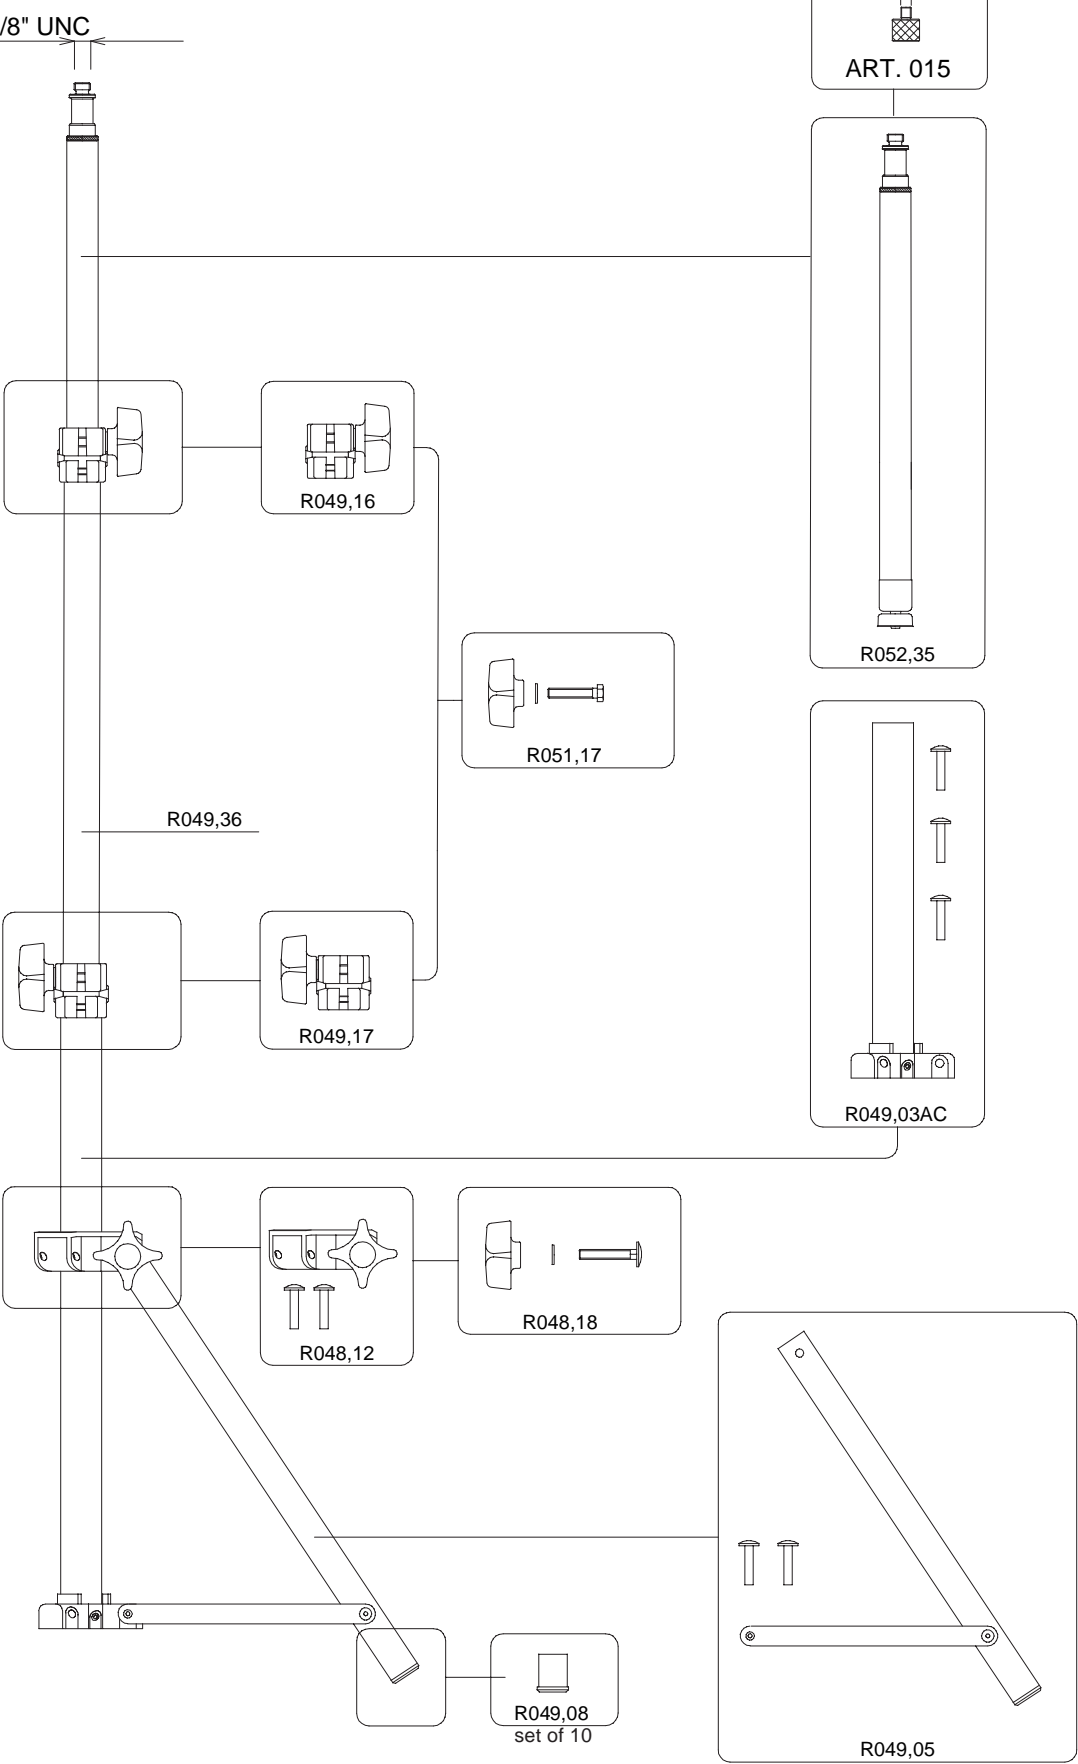 /8" UNC
ART. 015
R049,16
R052,35
R051,17
R049,36
R049,17
R049,03AC
R048,18
R048,12
R049,08
set of 10
R049,05